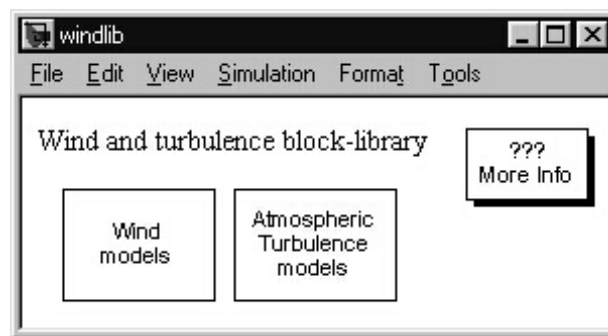 windlib
File Edit View Simulation Format Tools
Wind and turbulence block-library
???
More Info
Wind
models
Atmospheric
Turbulence
models